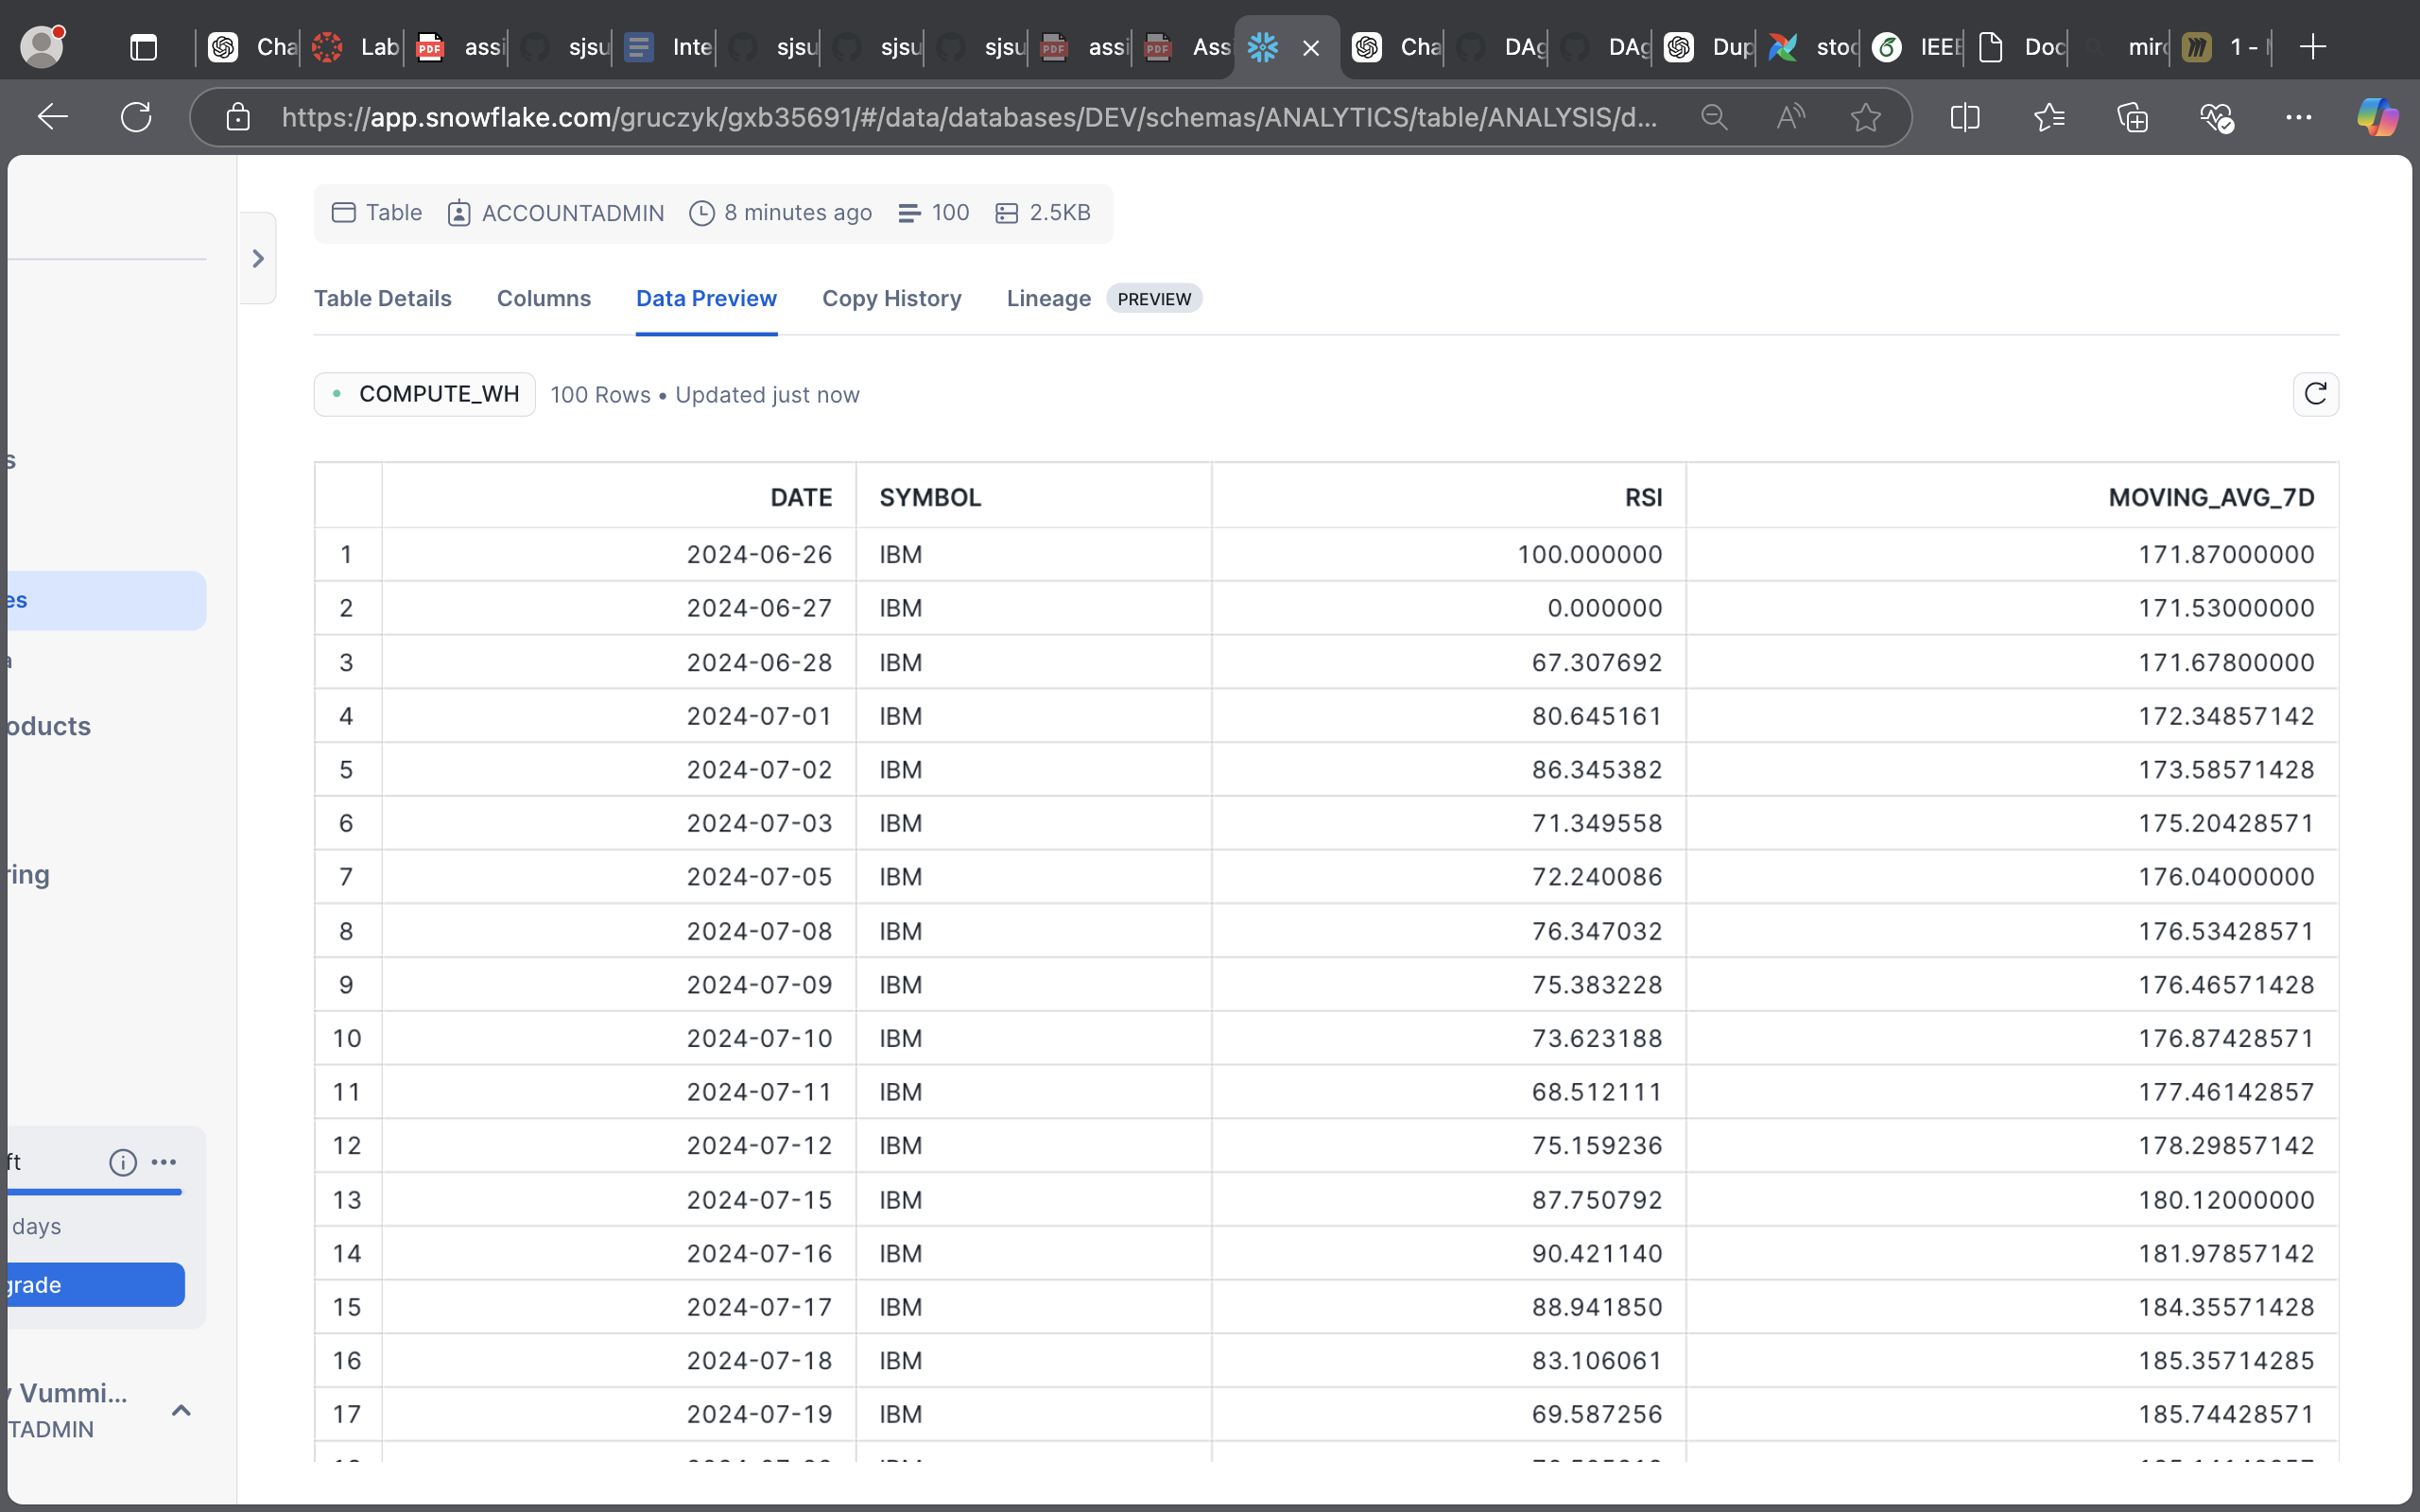 Cha Lab assi sjsu Inte sjsu sjsu sjsu assi Ass Cha DAg DAg Dup stoc IEEE Doc mirc 1 -
https://app.snowflake.com/gruczyk/gxb35691/#/data/databases/DEV/schemas/ANALYTICS/table/ANALYSIS/d...
Table ACCOUNTADMIN 8 minutes ago 100 2.5KB
Table Details Columns Data Preview Copy History Lineage PREVIEW
COMPUTE_WH 100 Rows • Updated just now
s
es
a
oducts
ring
ft
days
grade
y Vummi...
TADMIN
DATE SYMBOL RSI MOVING_AVG_7D
1 2024-06-26 IBM 100.000000 171.87000000
2 2024-06-27 IBM 0.000000 171.53000000
3 2024-06-28 IBM 67.307692 171.67800000
4 2024-07-01 IBM 80.645161 172.34857142
5 2024-07-02 IBM 86.345382 173.58571428
6 2024-07-03 IBM 71.349558 175.20428571
7 2024-07-05 IBM 72.240086 176.04000000
8 2024-07-08 IBM 76.347032 176.53428571
9 2024-07-09 IBM 75.383228 176.46571428
10 2024-07-10 IBM 73.623188 176.87428571
11 2024-07-11 IBM 68.512111 177.46142857
12 2024-07-12 IBM 75.159236 178.29857142
13 2024-07-15 IBM 87.750792 180.12000000
14 2024-07-16 IBM 90.421140 181.97857142
15 2024-07-17 IBM 88.941850 184.35571428
16 2024-07-18 IBM 83.106061 185.35714285
17 2024-07-19 IBM 69.587256 185.74428571